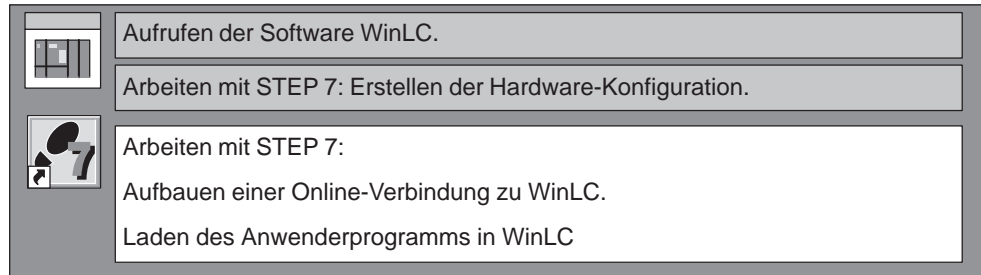 Aufrufen der Software WinLC.
Arbeiten mit STEP 7: Erstellen der Hardware-Konfiguration.
7
Arbeiten mit STEP 7:
Aufbauen einer Online-Verbindung zu WinLC.
Laden des Anwenderprogramms in WinLC